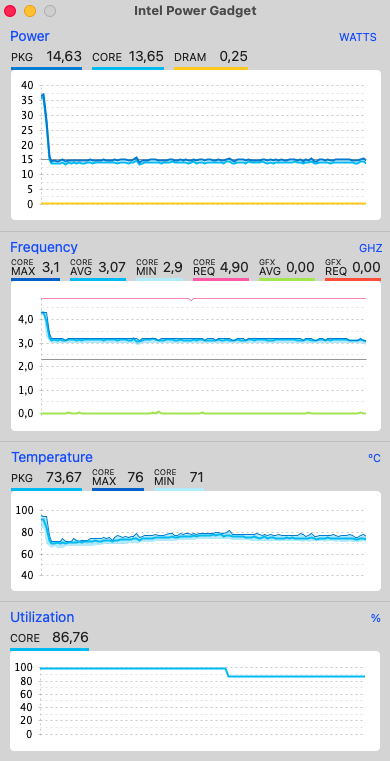 Intel Power Gadget
Power WATTS
PKG 14,63 CORE 13,65 DRAM 0,25
40
35
30
25
20
15
10
5
0
Frequency GHZ
CORE MAX 3,1 CORE AVG 3,07 CORE MIN 2,9 CORE REQ 4,90 GFX AVG 0,00 GFX REQ 0,00
4,0
3,0
2,0
1,0
0,0
Temperature °C
PKG 73,67 CORE MAX 76 CORE MIN 71
100
80
60
40
Utilization %
CORE 86,76
100
80
60
40
20
0